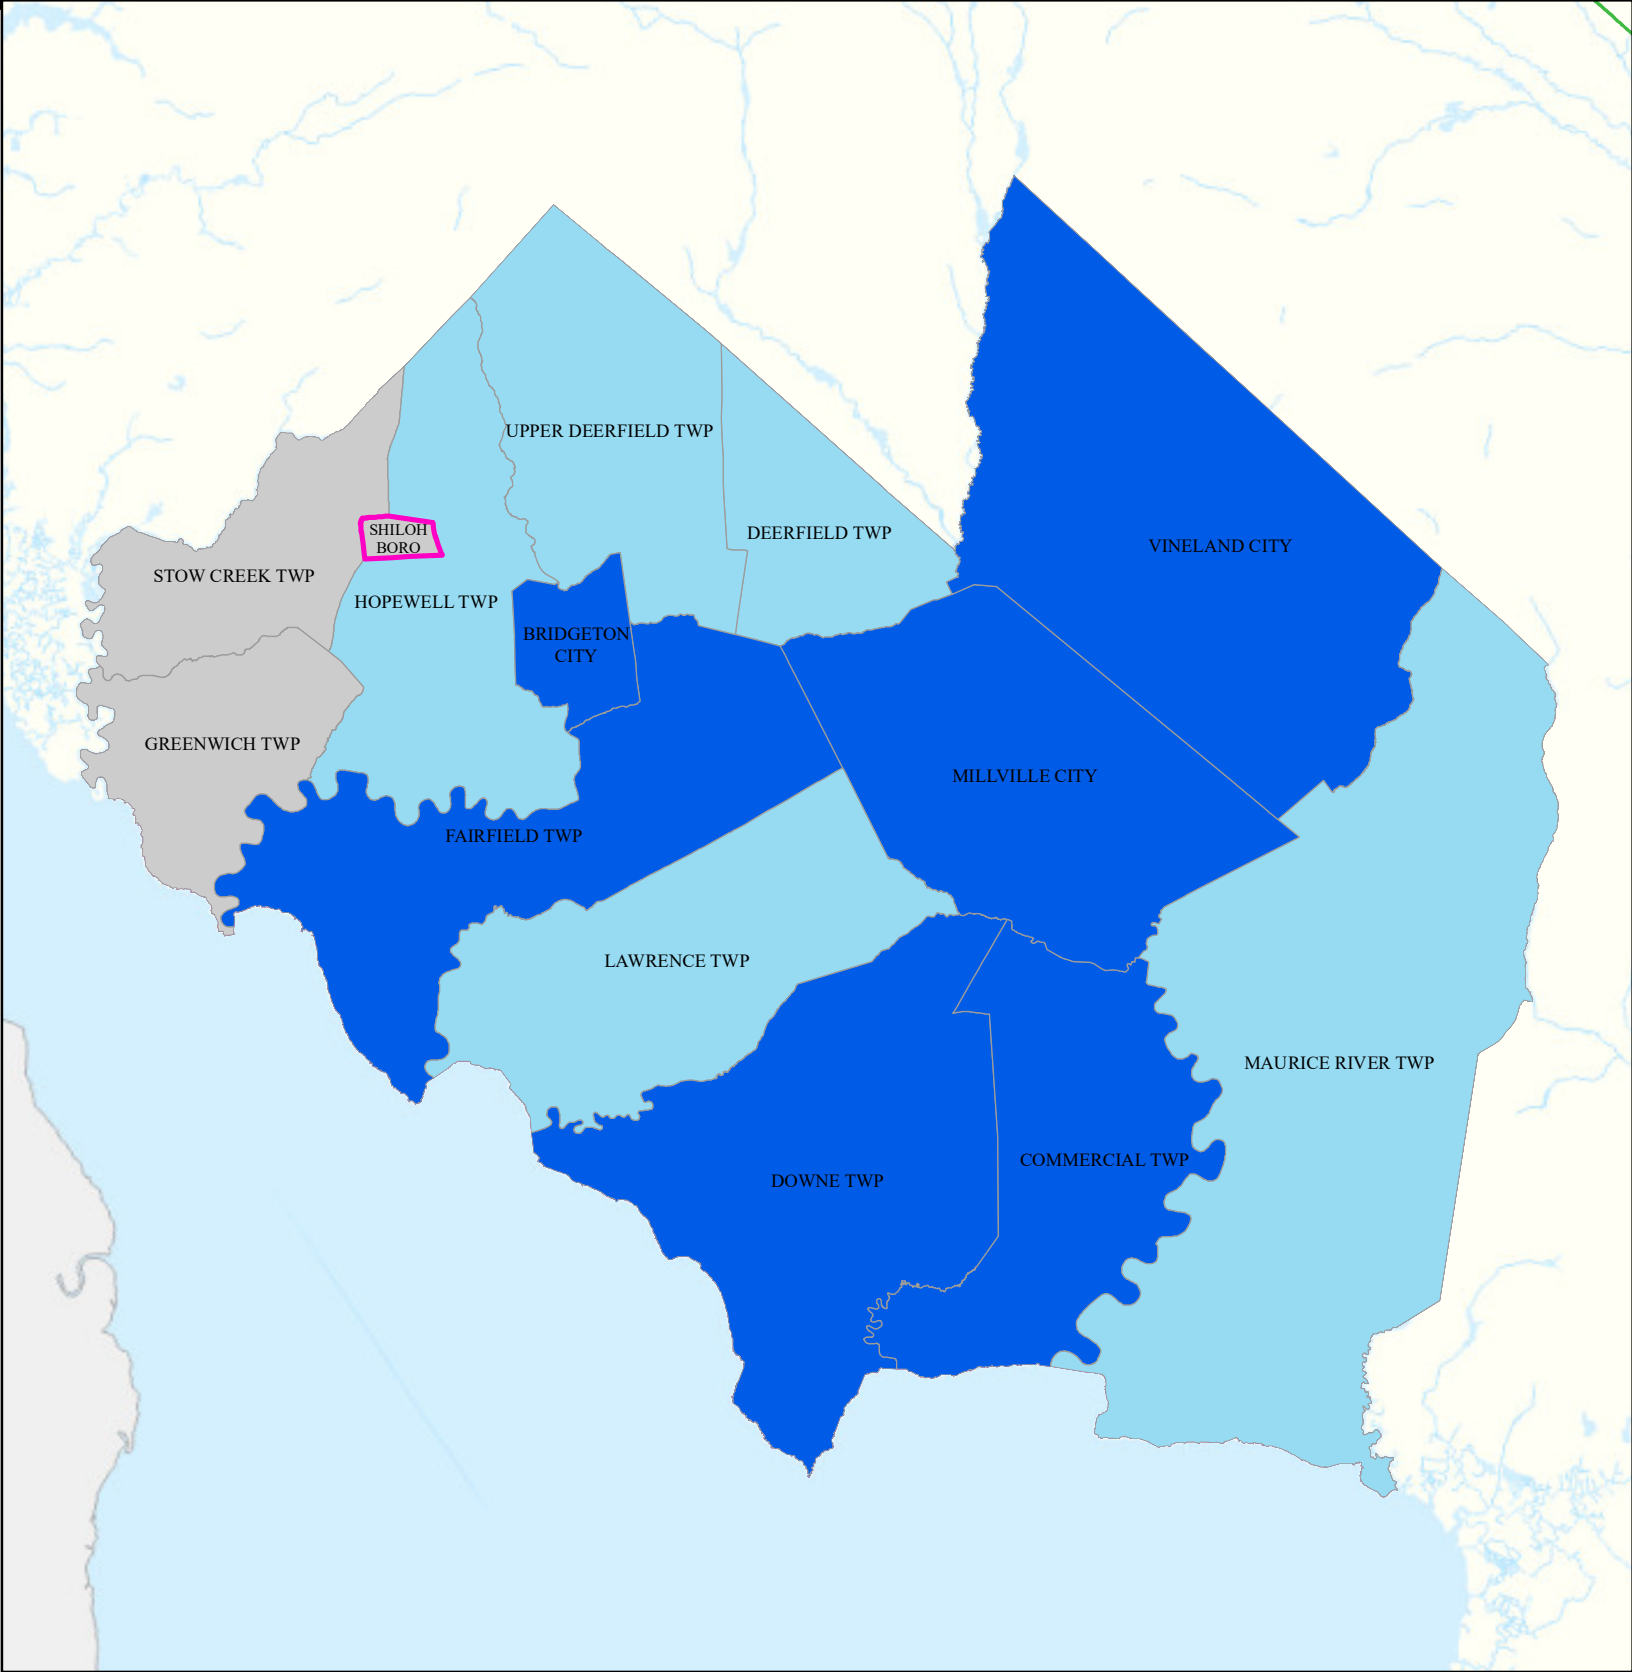 UPPER DEERFIELD TWP
SHILOH
BORO
DEERFIELD TWP
VINELAND CITY
STOW CREEK TWP
HOPEWELL TWP
BRIDGETON
CITY
GREENWICH TWP
MILLVILLE CITY
FAIRFIELD TWP
LAWRENCE TWP
MAURICE RIVER TWP
COMMERCIAL TWP
DOWNE TWP